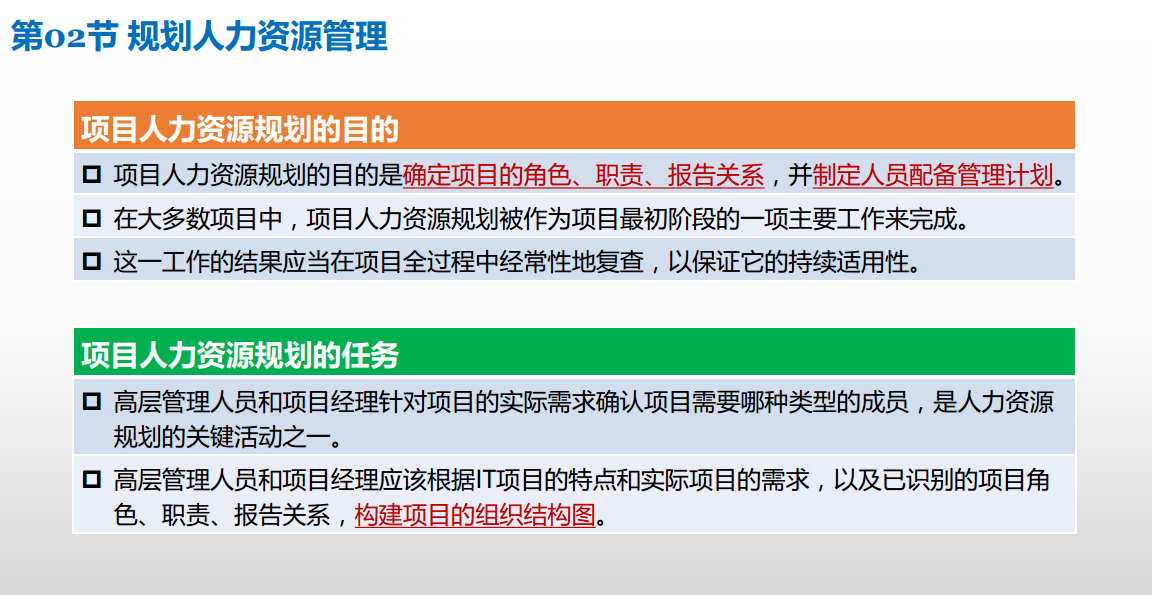 第02节 规划人力资源管理
项目人力资源规划的目的
项目人力资源规划的目的是确定项目的角色、职责、报告关系，并制定人员配备管理计划。
在大多数项目中，项目人力资源规划被作为项目最初阶段的一项主要工作来完成。
这一工作的结果应当在项目全过程中经常性地复查，以保证它的持续适用性。
项目人力资源规划的任务
高层管理人员和项目经理针对项目的实际需求确认项目需要哪种类型的成员，是人力资源
规划的关键活动之一。
高层管理人员和项目经理应该根据IT项目的特点和实际项目的需求，以及已识别的项目角
色、职责、报告关系，构建项目的组织结构图。